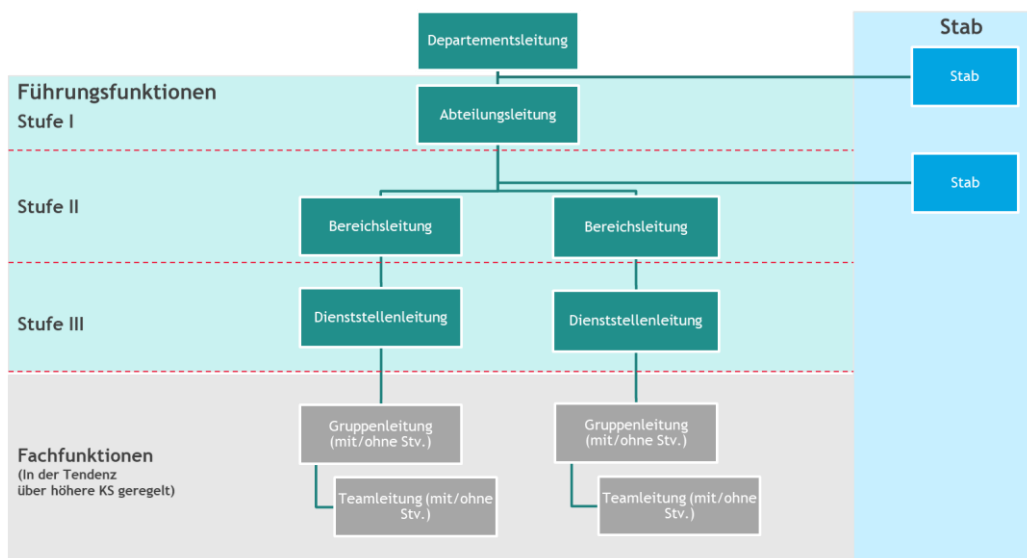 Stab
Departementsleitung
Stab
Führungsfunktionen
Stufe I
Abteilungsleitung
Stab
Stufe II
Bereichsleitung
Bereichsleitung
Stufe III
Dienststellenleitung
Dienststellenleitung
Gruppenleitung
(mit/ohne Stv.)
Gruppenleitung
(mit/ohne Stv.)
Fachfunktionen
(In der Tendenz
über höhere KS geregelt)
Teamleitung (mit/ohne
Stv.)
Teamleitung (mit/ohne
Stv.)